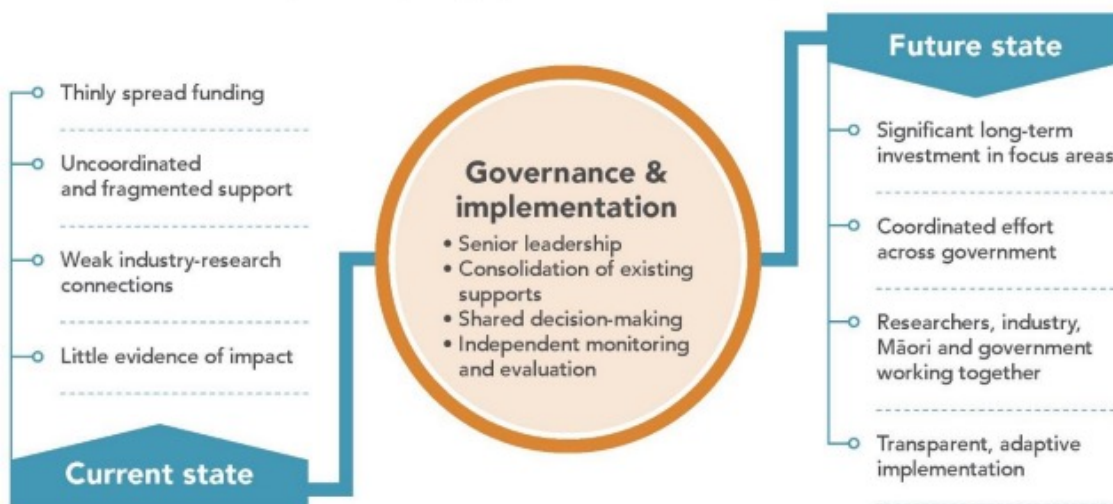 Thinly spread funding
Uncoordinated
and fragmented support
Weak industry-research
connections
Little evidence of impact
Current state
Governance &
implementation
• Senior leadership
• Consolidation of existing
supports
• Shared decision-making
• Independent monitoring
and evaluation
Future state
Significant long-term
investment in focus areas
Coordinated effort
across government
Researchers, industry,
Māori and government
working together
Transparent, adaptive
implementation